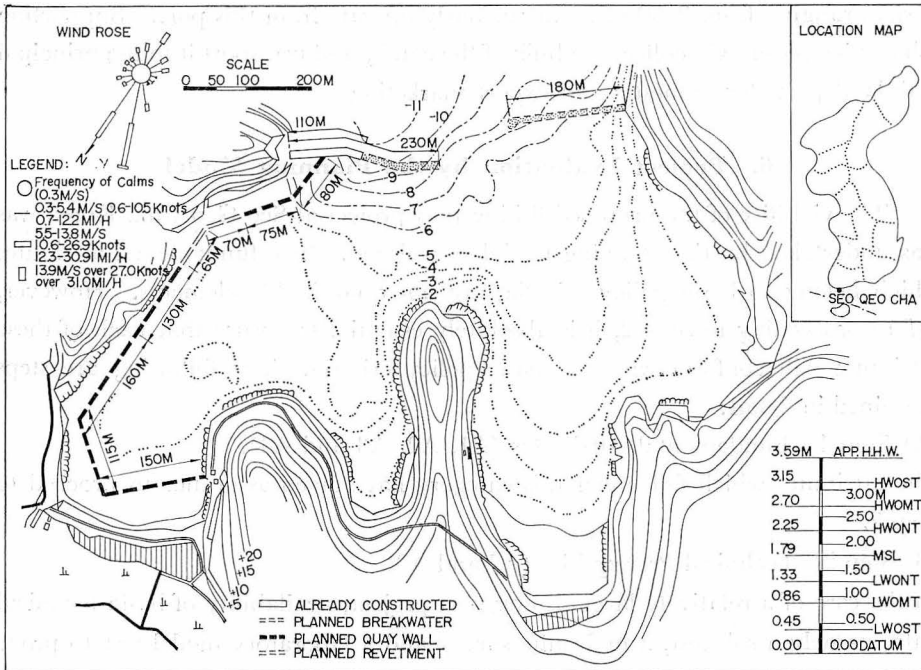 WIND ROSE
SCALE
0 50 100 200M
N V
LEGEND:
Frequency of Calms
(0.3M/S)
0.3-5.4 M/S 0.6-10.5 Knots
0.7-12.2 MI/H
5.5-13.8 M/S
10.6-26.9 Knots
12.3-30.91 MI/H
13.9M/S over 27.0 Knots
over 31.0MI/H
110M
230M
180M
-11
-10
-9
-8
-7
-6
-5
-4
-3
-2
80M
75M
70M
65M
130M
160M
115M
150M
+20
+15
+10
+5
ALREADY CONSTRUCTED
PLANNED BREAKWATER
PLANNED QUAY WALL
PLANNED REVETMENT
LOCATION MAP
SEO QEO CHA
3.59M APP. H.H.W.
3.15 HWOST
3.00M
2.70 HWOMT
2.50
2.25 HWONT
2.00
1.79 MSL
1.50
1.33 LWONT
1.00
0.86 LWOMT
0.50
0.45 LWOST
0.00 0.00 DATUM